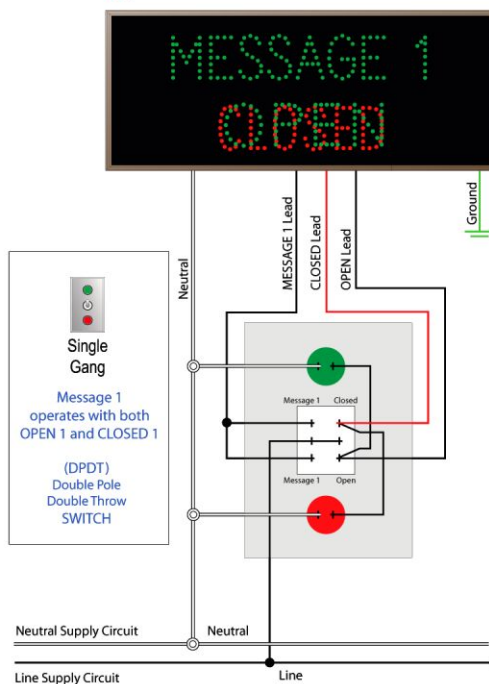 MESSAGE 1
CLOSED
OPEN
Neutral
MESSAGE 1 Lead
CLOSED Lead
OPEN Lead
Ground
Single
Gang
Message 1
operates with both
OPEN 1 and CLOSED 1
(DPDT)
Double Pole
Double Throw
SWITCH
Message 1 Closed
Message 1 Open
Neutral Supply Circuit
Neutral
Line Supply Circuit
Line